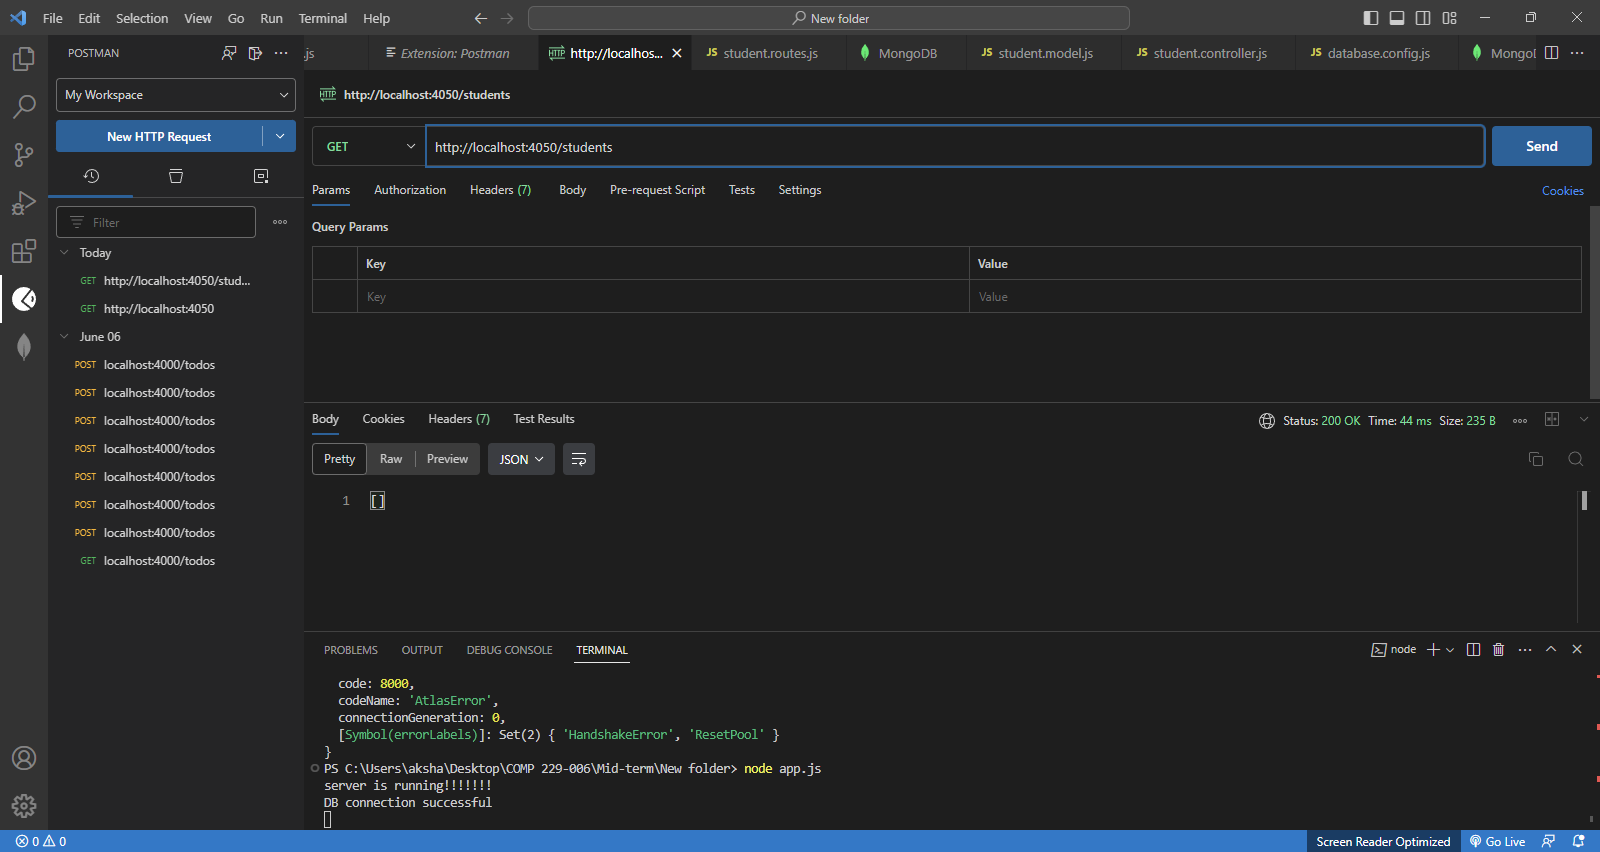 File Edit Selection View Go Run Terminal Help
New folder
POSTMAN
.js
Extension: Postman
HTTP http://localhos...
JS student.routes.js
MongoDB
JS student.model.js
JS student.controller.js
JS database.config.js
My Workspace
HTTP http://localhost:4050/students
New HTTP Request
GET
http://localhost:4050/students
Send
Params Authorization Headers (7) Body Pre-request Script Tests Settings Cookies
Filter
Query Params
Today
Key Value
GET http://localhost:4050/stud...
Key Value
GET http://localhost:4050
June 06
POST localhost:4000/todos
POST localhost:4000/todos
POST localhost:4000/todos
POST localhost:4000/todos
POST localhost:4000/todos
POST localhost:4000/todos
POST localhost:4000/todos
GET localhost:4000/todos
Body Cookies Headers (7) Test Results Status: 200 OK Time: 44 ms Size: 235 B
Pretty Raw Preview JSON
1 []
PROBLEMS OUTPUT DEBUG CONSOLE TERMINAL node
code: 8000,
codeName: 'AtlasError',
connectionGeneration: 0,
[Symbol(errorLabels)]: Set(2) { 'HandshakeError', 'ResetPool' }
}
PS C:\Users\aksha\Desktop\COMP 229-006\Mid-term\New folder> node app.js
server is running!!!!!!!
DB connection successful
0 0 Screen Reader Optimized Go Live